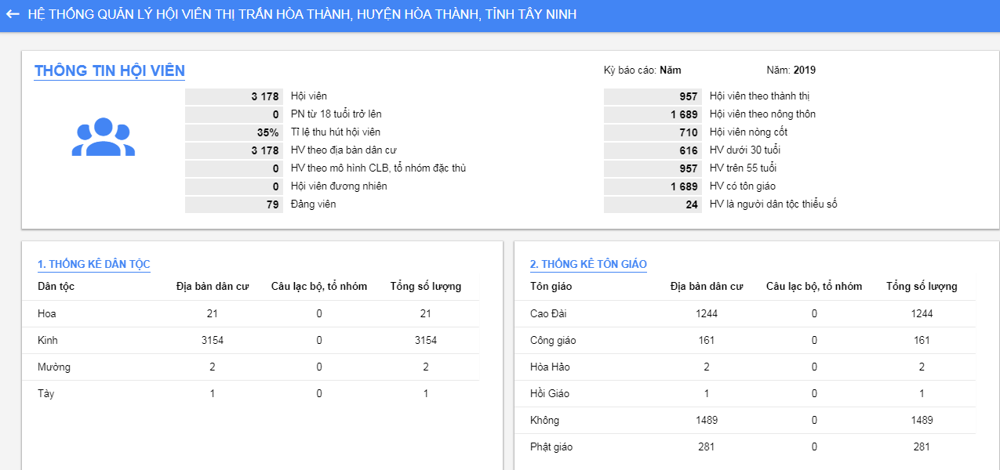 HỆ THỐNG QUẢN LÝ HỘI VIÊN THỊ TRẤN HÒA THÀNH, HUYỆN HÒA THÀNH, TỈNH TÂY NINH
THÔNG TIN HỘI VIÊN
Kỳ báo cáo: Năm Năm: 2019
3 178 Hội viên
0 PN từ 18 tuổi trở lên
35% Tỉ lệ thu hút hội viên
3 178 HV theo địa bàn dân cư
0 HV theo mô hình CLB, tổ nhóm đặc thù
0 Hội viên đương nhiên
79 Đảng viên
957 Hội viên theo thành thị
1 689 Hội viên theo nông thôn
710 Hội viên nòng cốt
616 HV dưới 30 tuổi
957 HV trên 55 tuổi
1 689 HV có tôn giáo
24 HV là người dân tộc thiểu số
1. THỐNG KÊ DÂN TỘC
Dân tộc Địa bàn dân cư Câu lạc bộ, tổ nhóm Tổng số lượng
Hoa 21 0 21
Kinh 3154 0 3154
Mường 2 0 2
Tày 1 0 1
2. THỐNG KÊ TÔN GIÁO
Tôn giáo Địa bàn dân cư Câu lạc bộ, tổ nhóm Tổng số lượng
Cao Đài 1244 0 1244
Công giáo 161 0 161
Hòa Hảo 2 0 2
Hồi Giáo 1 0 1
Không 1489 0 1489
Phật giáo 281 0 281